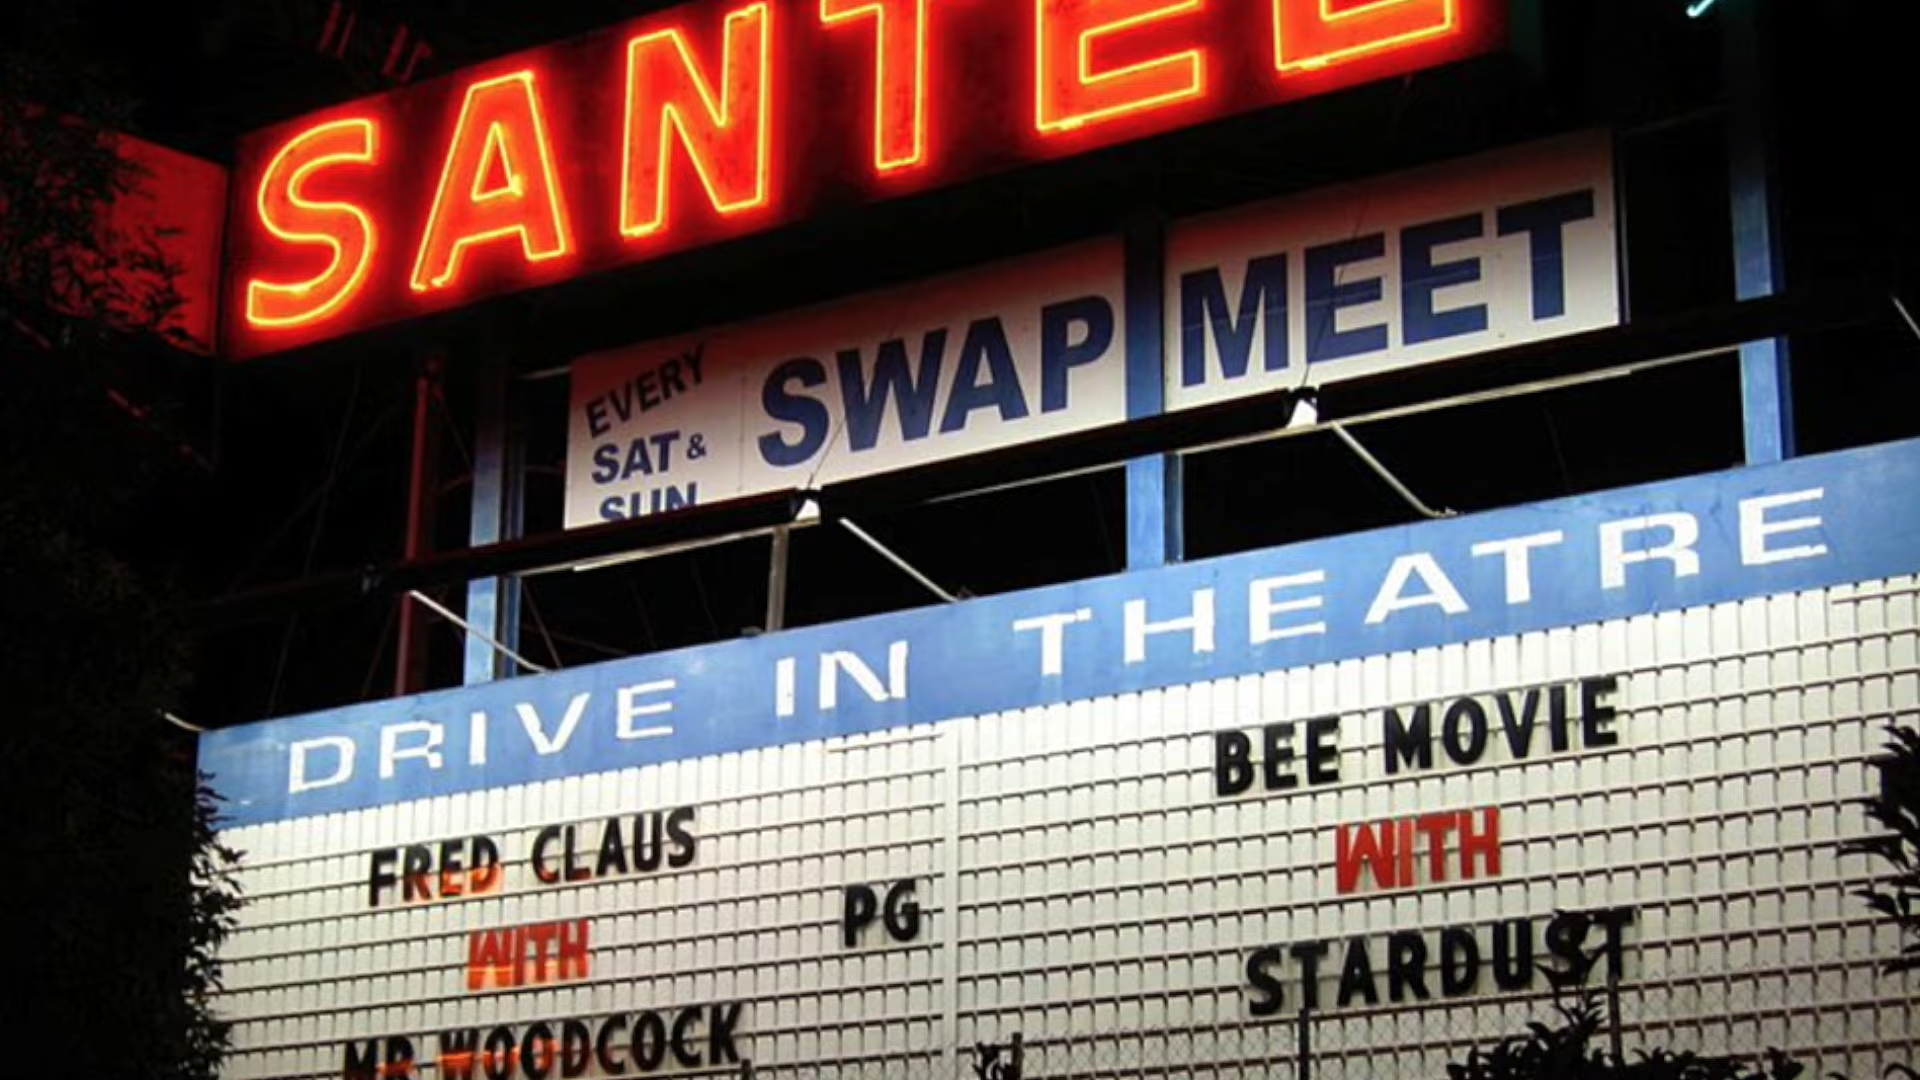 SANTEE
EVERY
SAT &
SUN
SWAP MEET
DRIVE IN THEATRE
FRED CLAUS
WITH
MR WOODCOCK
PG
BEE MOVIE
WITH
STARDUST